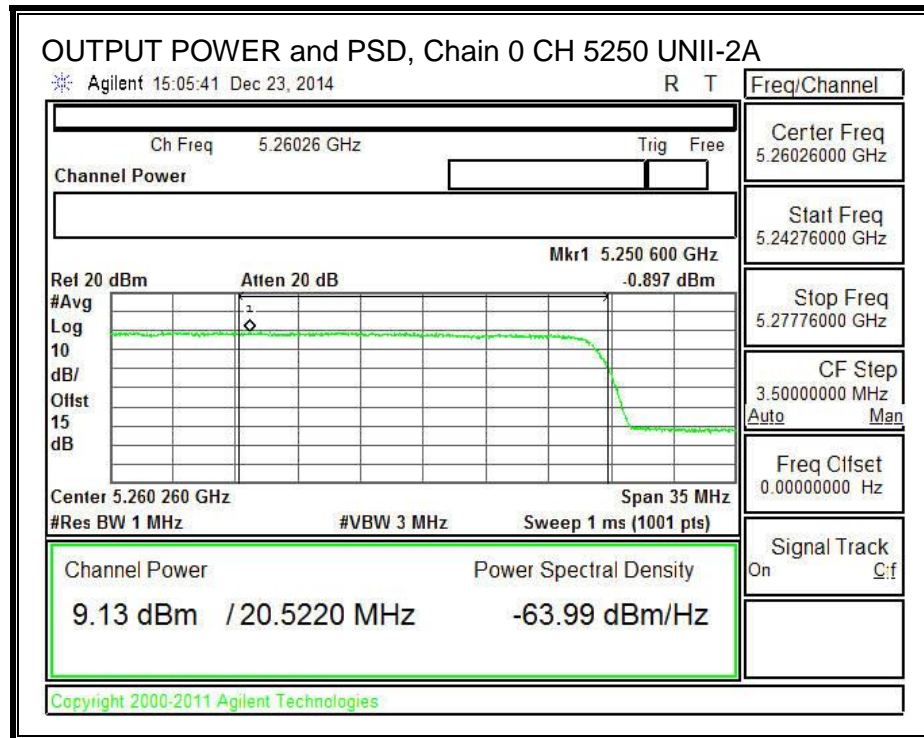 OUTPUT POWER and PSD, Chain 0 CH 5250 UNII-2A
Agilent 15:05:41 Dec 23, 2014 R T
Freq/Channel
Ch Freq 5.26026 GHz Trig Free
Channel Power
Center Freq
5.26026000 GHz
Start Freq
5.24276000 GHz
Mkr1 5.250 600 GHz
Ref 20 dBm Atten 20 dB -0.897 dBm
#Avg
Log
10
dB/
Offst
15
dB
1
Stop Freq
5.27776000 GHz
CF Step
3.50000000 MHz
Auto Man
Freq Offset
0.00000000 Hz
Center 5.260 260 GHz Span 35 MHz
#Res BW 1 MHz #VBW 3 MHz Sweep 1 ms (1001 pts)
Signal Track
On Off
Channel Power Power Spectral Density
9.13 dBm / 20.5220 MHz -63.99 dBm/Hz
Copyright 2000-2011 Agilent Technologies